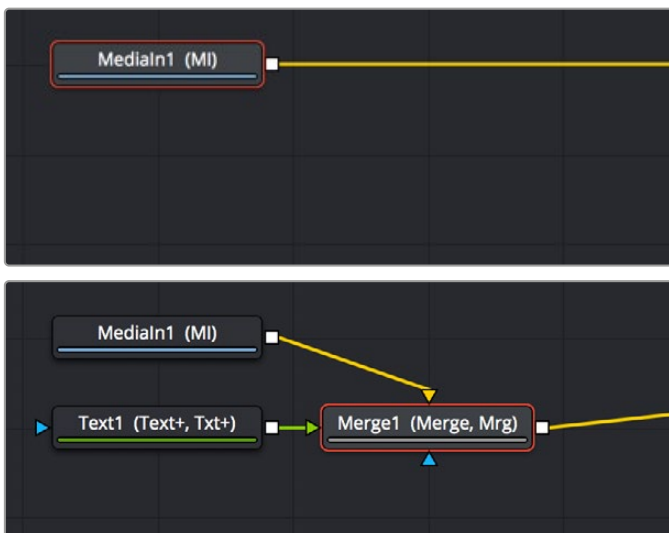 MediaIn1 (MI)
MediaIn1 (MI)
Text1 (Text+, Txt+)
Merge1 (Merge, Mrg)